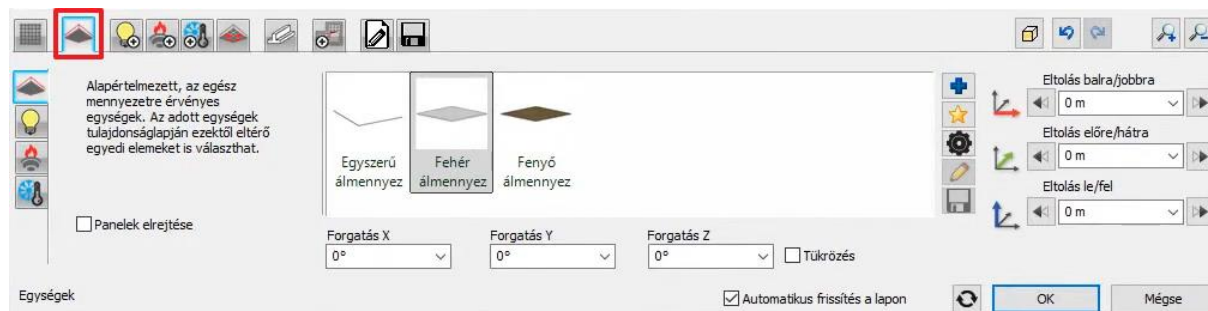 Alapértelmezett, az egész
mennyezetre érvényes
egységek. Az adott egységek
tulajdonságlapján ezektől eltérő
egyedi elemeket is választhat.
Panelek elrejtése
Egyszerű
álmennyez
Fehér
álmennyez
Fenyő
álmennyez
Forgatás X
0°
Forgatás Y
0°
Forgatás Z
0°
Tükrözés
Eltolás balra/jobbra
0 m
Eltolás előre/hátra
0 m
Eltolás le/fel
0 m
Egységek
Automatikus frissítés a lapon
OK
Mégse